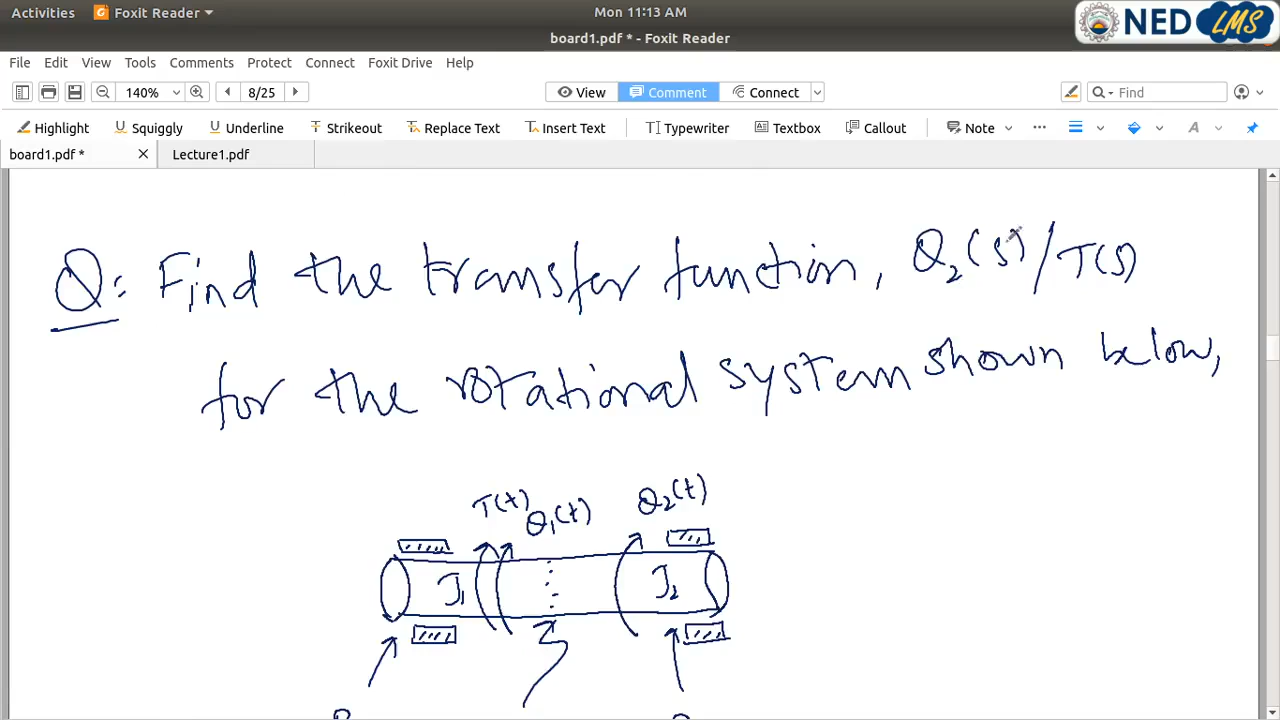 Activities Foxit Reader Mon 11:13 AM
NED LMS
board1.pdf * - Foxit Reader
File Edit View Tools Comments Protect Connect Foxit Drive Help
140% 8/25 View Comment Connect Find
Highlight Squiggly Underline Strikeout Replace Text Insert Text Typewriter Textbox Callout Note
board1.pdf * Lecture1.pdf
Q: Find the transfer function, θ₂(s)/T(s)
for the rotational system shown below,
T(t) θ₁(t) θ₂(t)
J₁ J₂